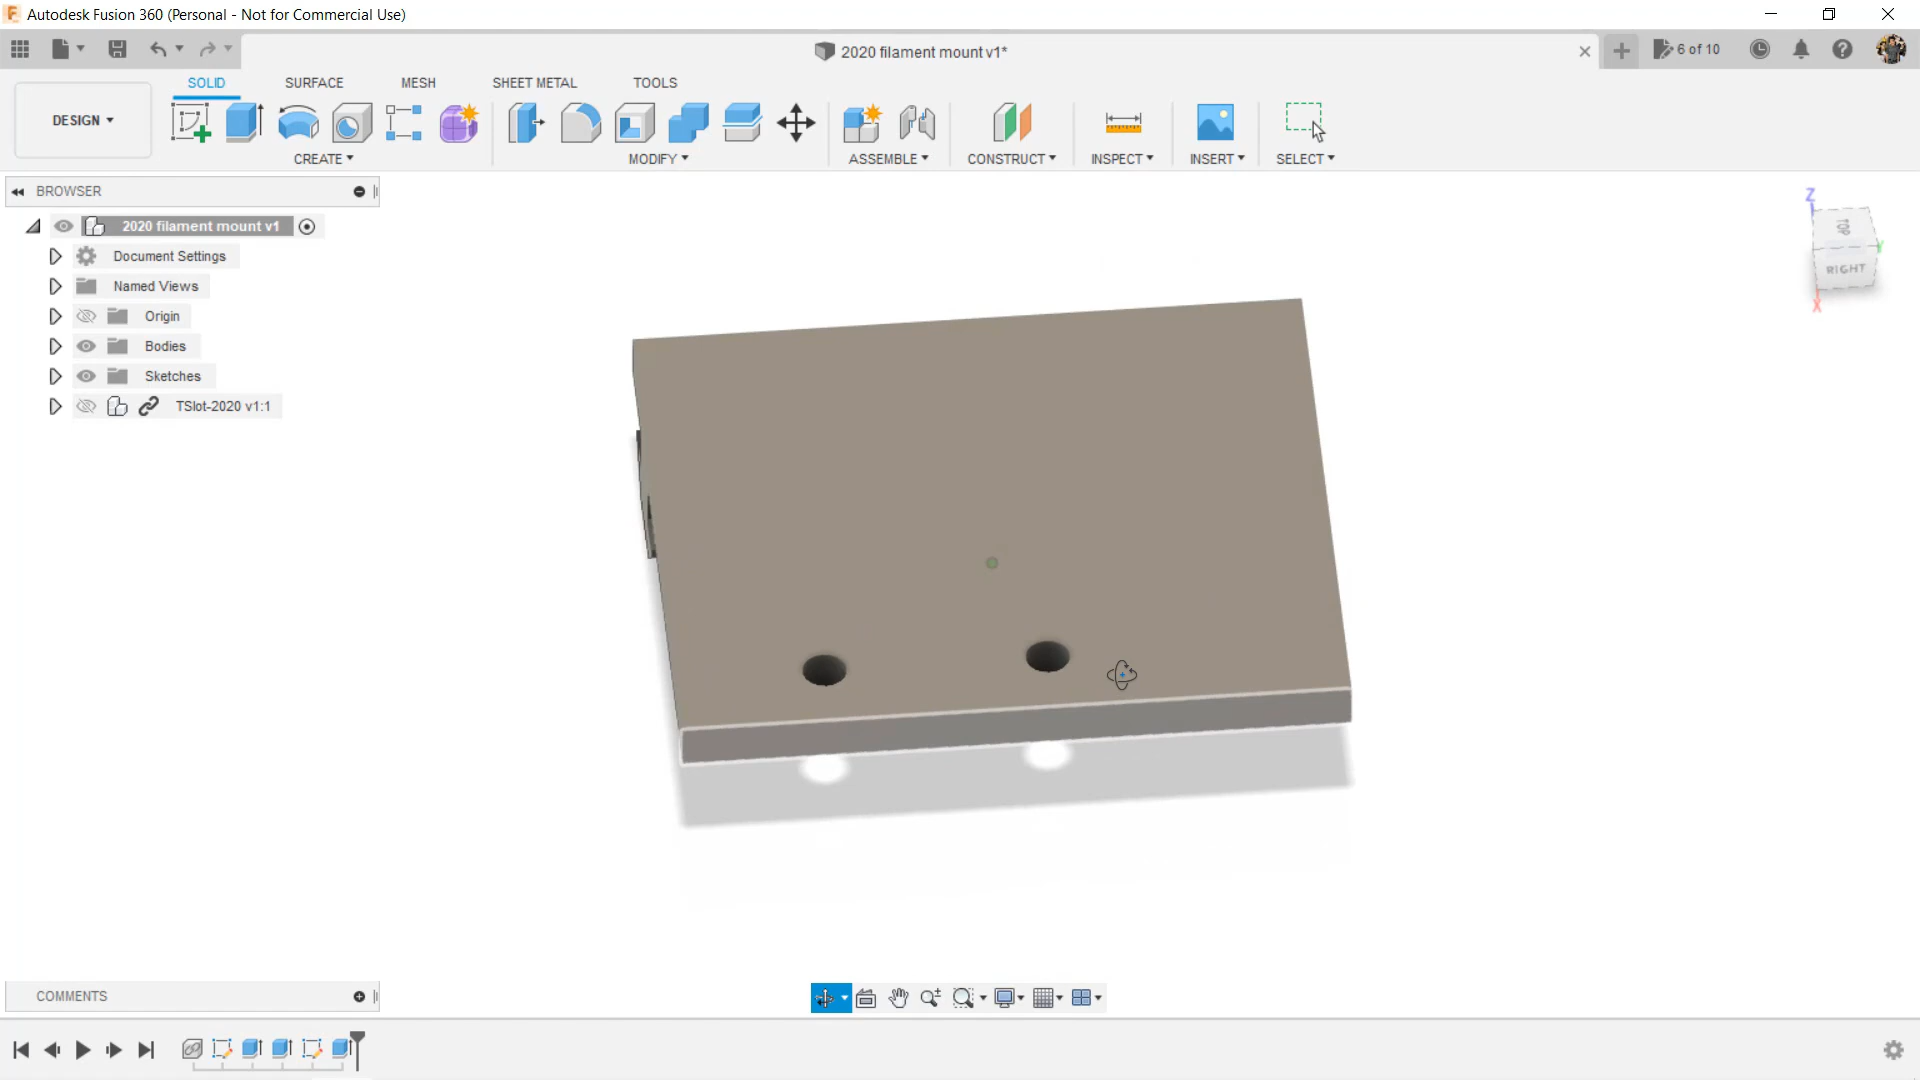 Autodesk Fusion 360 (Personal - Not for Commercial Use)
2020 filament mount v1*
6 of 10
DESIGN
SOLID
SURFACE
MESH
SHEET METAL
TOOLS
CREATE
MODIFY
ASSEMBLE
CONSTRUCT
INSPECT
INSERT
SELECT
BROWSER
2020 filament mount v1
Document Settings
Named Views
Origin
Bodies
Sketches
TSlot-2020 v1:1
Z
TOP
Y
RIGHT
X
COMMENTS